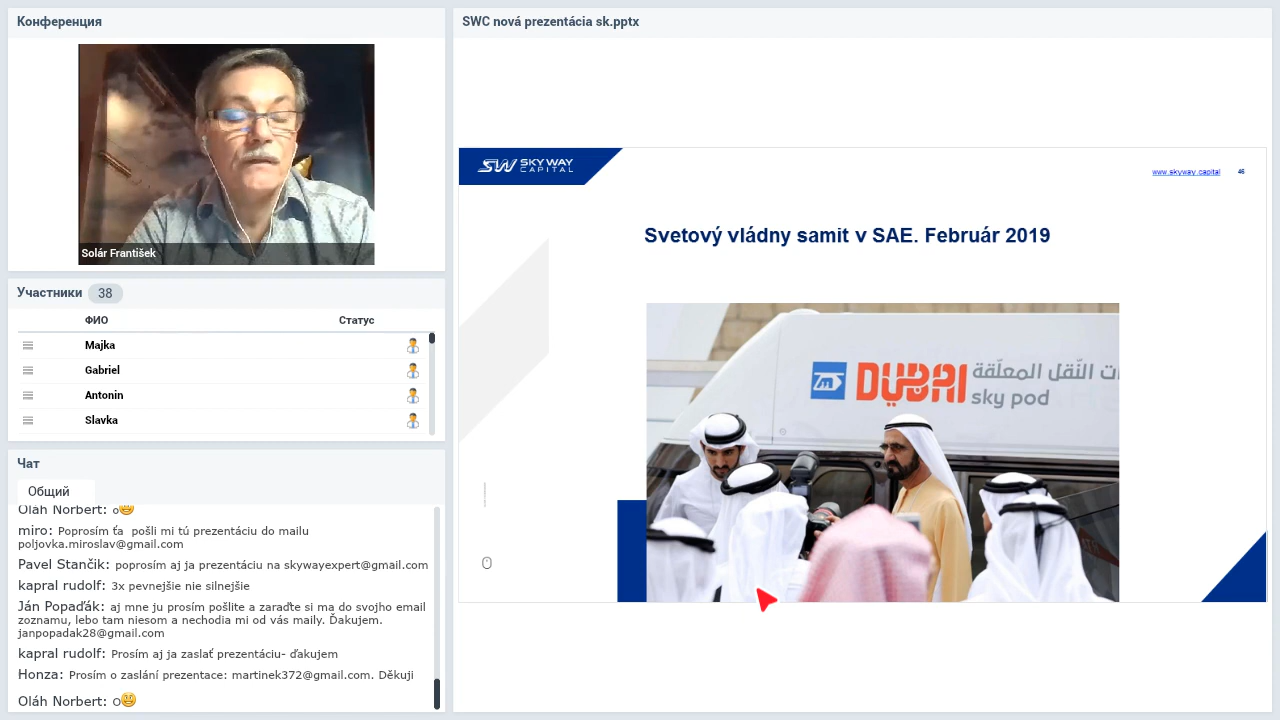 Конференция
Solár František
Участники 38
ФИО Статус
Majka
Gabriel
Antonin
Slavka
Чат
Общий
Oláh Norbert: o
miro: Poprosím ťa pošli mi tú prezentáciu do mailu
poljovka.miroslav@gmail.com
Pavel Stančik: poprosím aj ja prezentáciu na skywayexpert@gmail.com
kapral rudolf: 3x pevnejšie nie silnejšie
Ján Popaďák: aj mne ju prosím pošlite a zaraďte si ma do svojho email
zoznamu, lebo tam niesom a nechodia mi od vás maily. Ďakujem.
janpopadak28@gmail.com
kapral rudolf: Prosím aj ja zaslať prezentáciu- ďakujem
Honza: Prosím o zaslání prezentace: martinek372@gmail.com. Děkuji
Oláh Norbert: O
SWC nová prezentácia sk.pptx
SW SKY WAY
CAPITAL
www.skyway.capital 46
Svetový vládny samit v SAE. Február 2019
DUBAI
ت النقل المعلّقة
sky pod